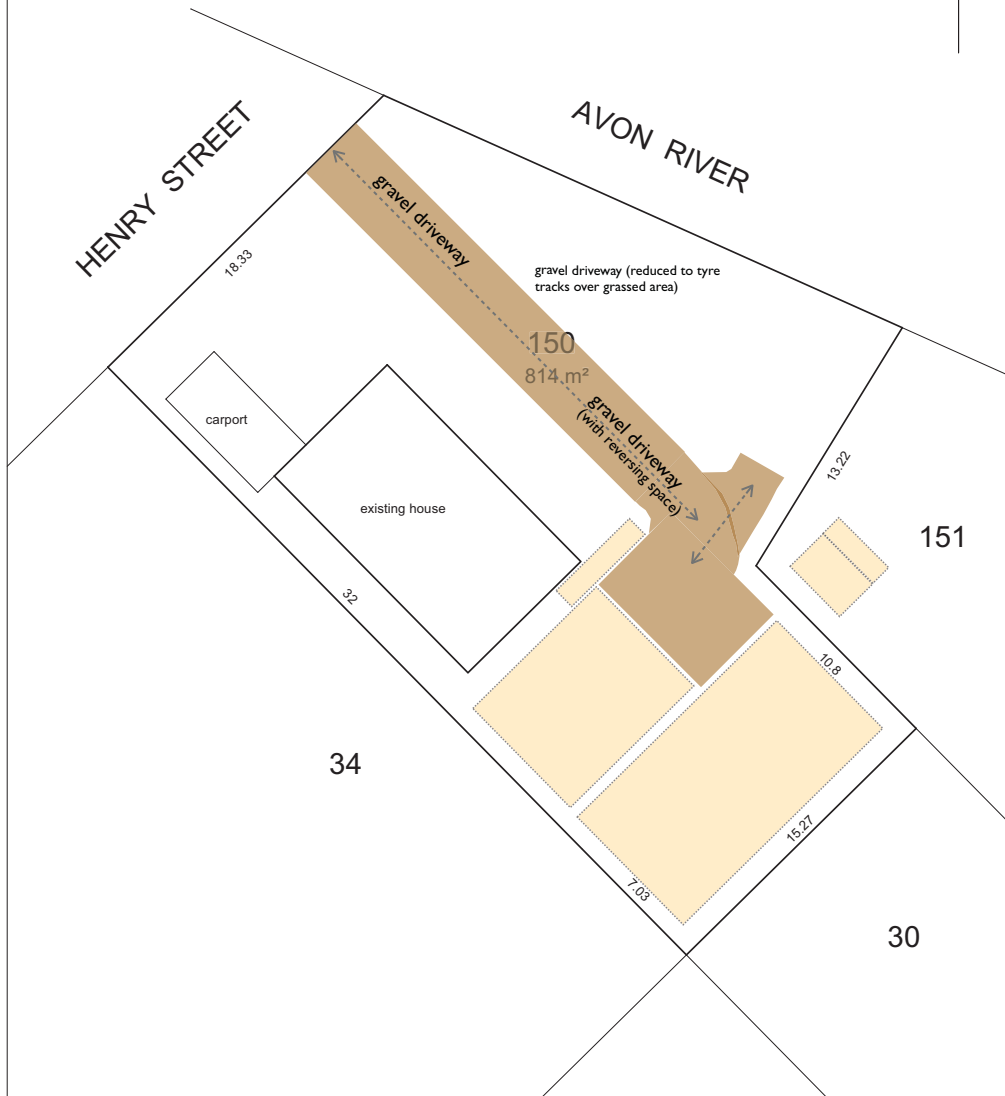 AVON RIVER
HENRY STREET
gravel driveway
18.33
gravel driveway (reduced to tyre
tracks over grassed area)
150
814 m²
gravel driveway
(with reversing space)
carport
13.22
existing house
151
32
10.8
34
15.27
7.03
30